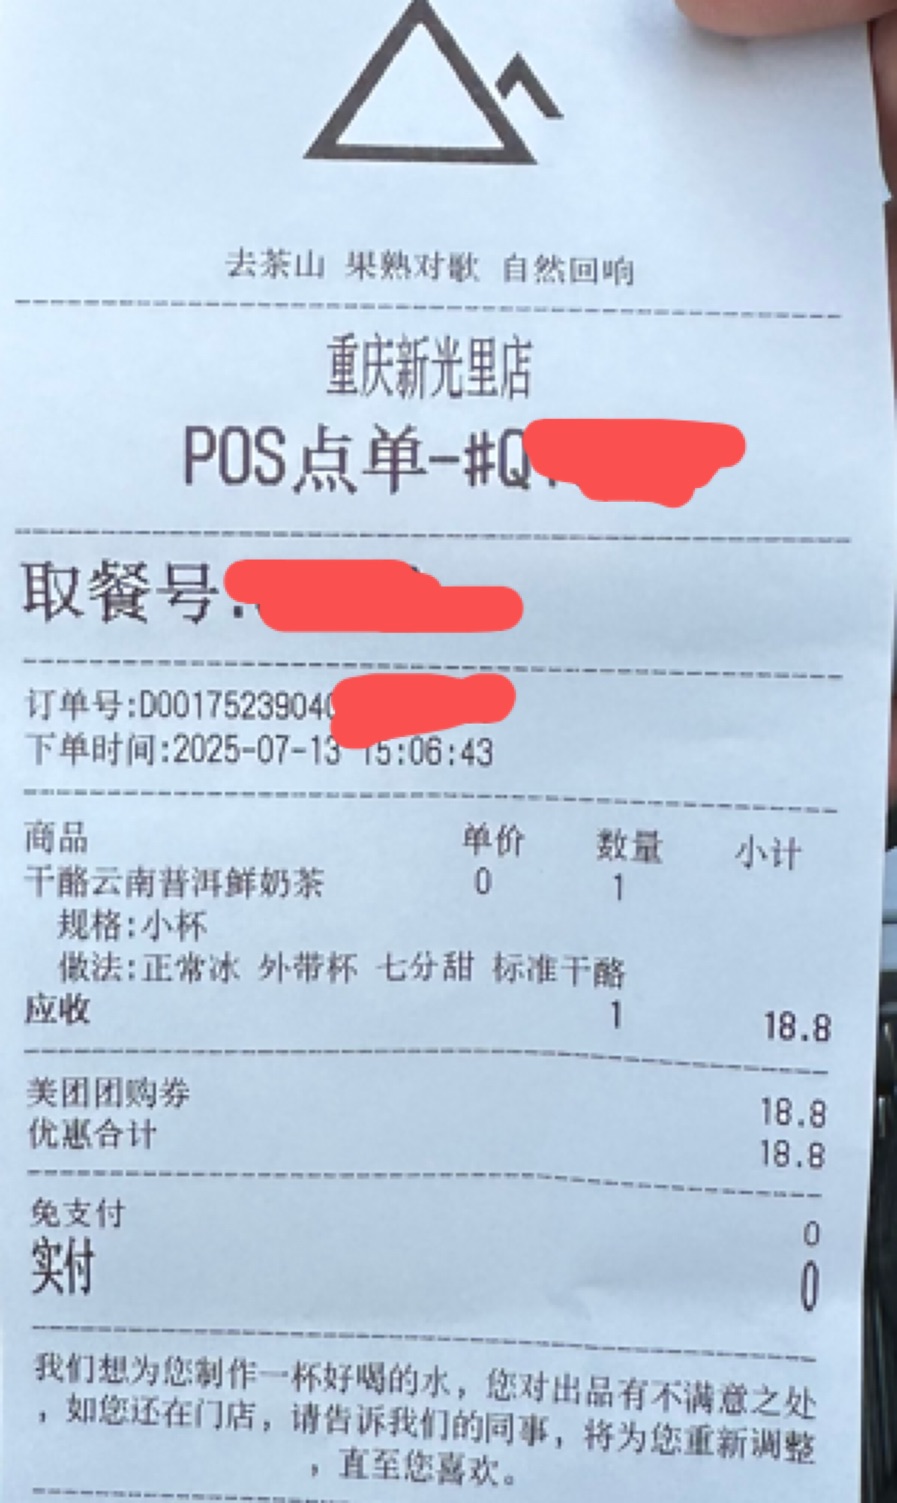 去茶山 果熟对歌 自然回响
重庆新光里店
POS点单-#Q
取餐号:
订单号:D00175239040
下单时间:2025-07-13 15:06:43
商品 单价 数量 小计
干酪云南普洱鲜奶茶 0 1
规格:小杯
做法:正常冰 外带杯 七分甜 标准干酪
应收 1 18.8
美团团购券 18.8
优惠合计 18.8
免支付 0
实付 0
我们想为您制作一杯好喝的水，您对出品有不满意之处
，如您还在门店，请告诉我们的同事，将为您重新调整
，直至您喜欢。